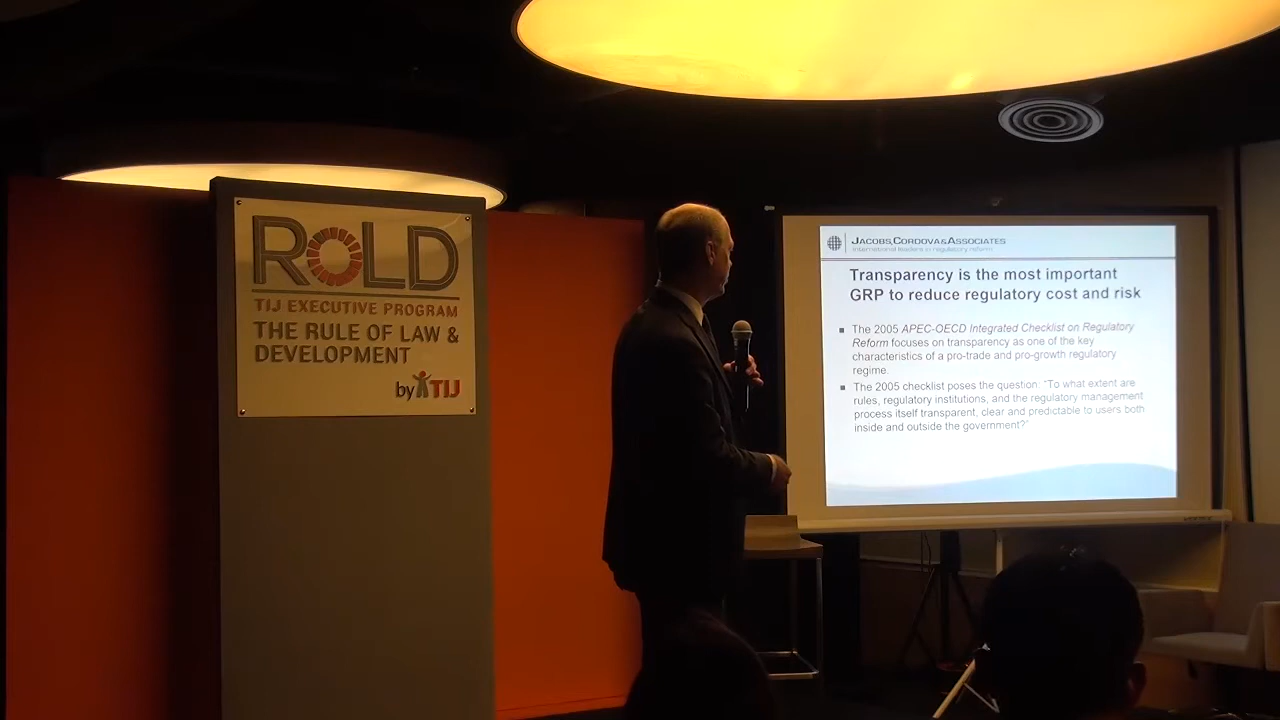 ROLD
TIJ EXECUTIVE PROGRAM
THE RULE OF LAW &
DEVELOPMENT
by TIJ
JACOBS, CORDOVA & ASSOCIATES
International leaders in regulatory reform
Transparency is the most important
GRP to reduce regulatory cost and risk
The 2005 APEC-OECD Integrated Checklist on Regulatory
Reform focuses on transparency as one of the key
characteristics of a pro-trade and pro-growth regulatory
regime.
The 2005 checklist poses the question: "To what extent are
rules, regulatory institutions, and the regulatory management
process itself transparent, clear and predictable to users both
inside and outside the government?"